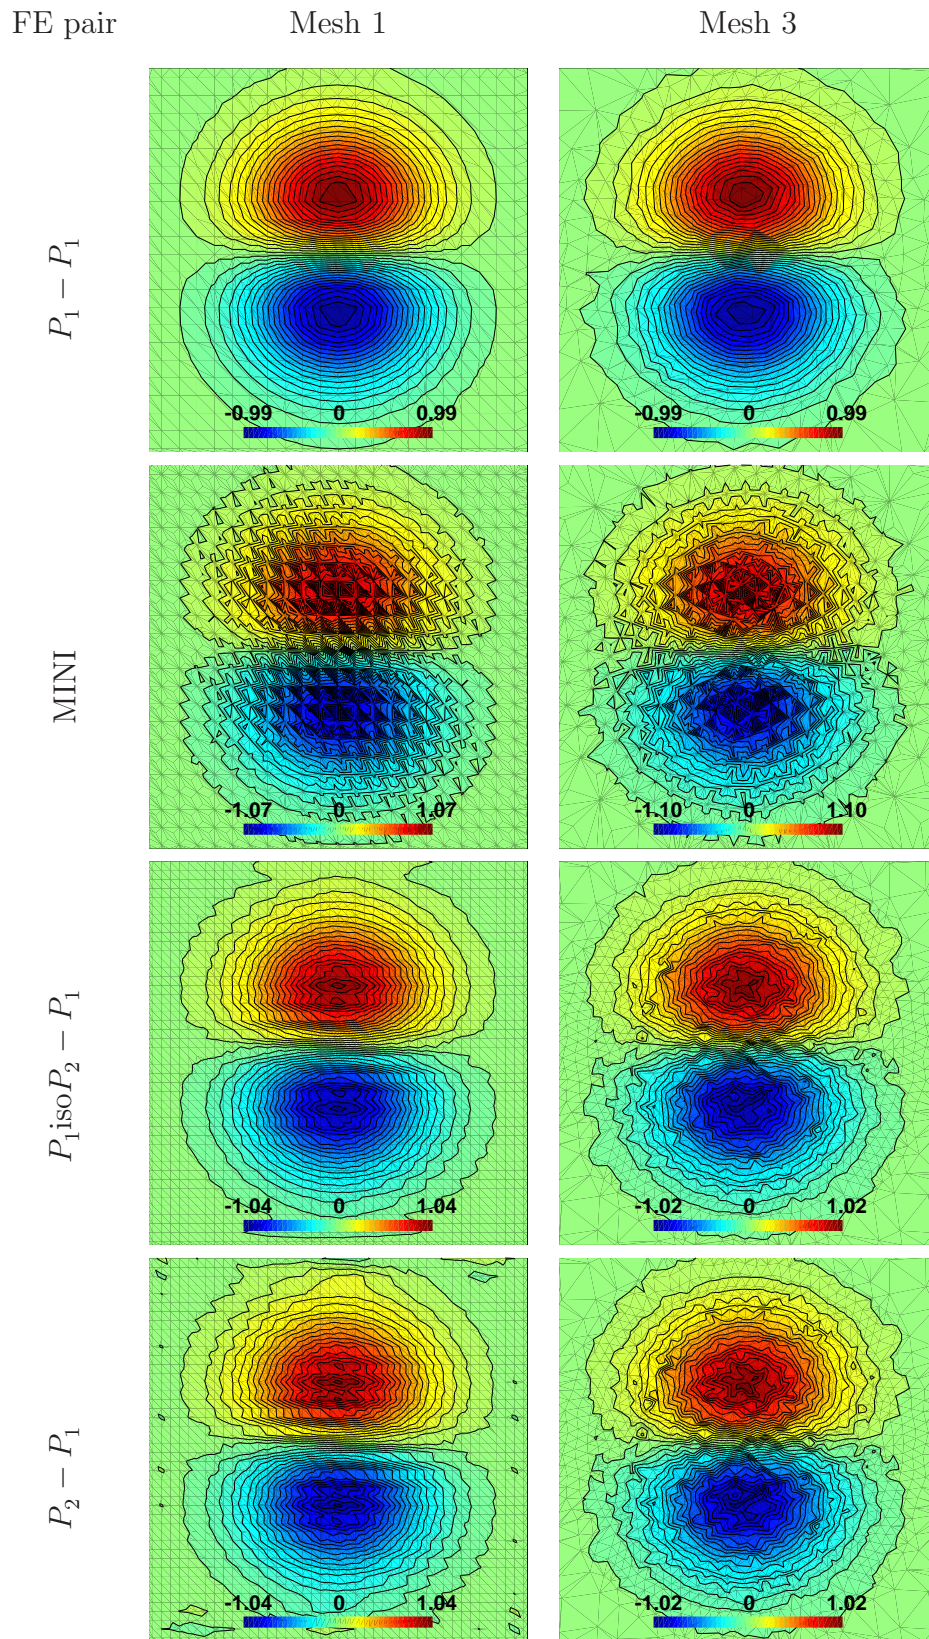 FE pair Mesh 1 Mesh 3
P₁ − P₁
-0.99 0 0.99
-0.99 0 0.99
MINI
-1.07 0 1.07
-1.10 0 1.10
P₁isoP₂ − P₁
-1.04 0 1.04
-1.02 0 1.02
P₂ − P₁
-1.04 0 1.04
-1.02 0 1.02